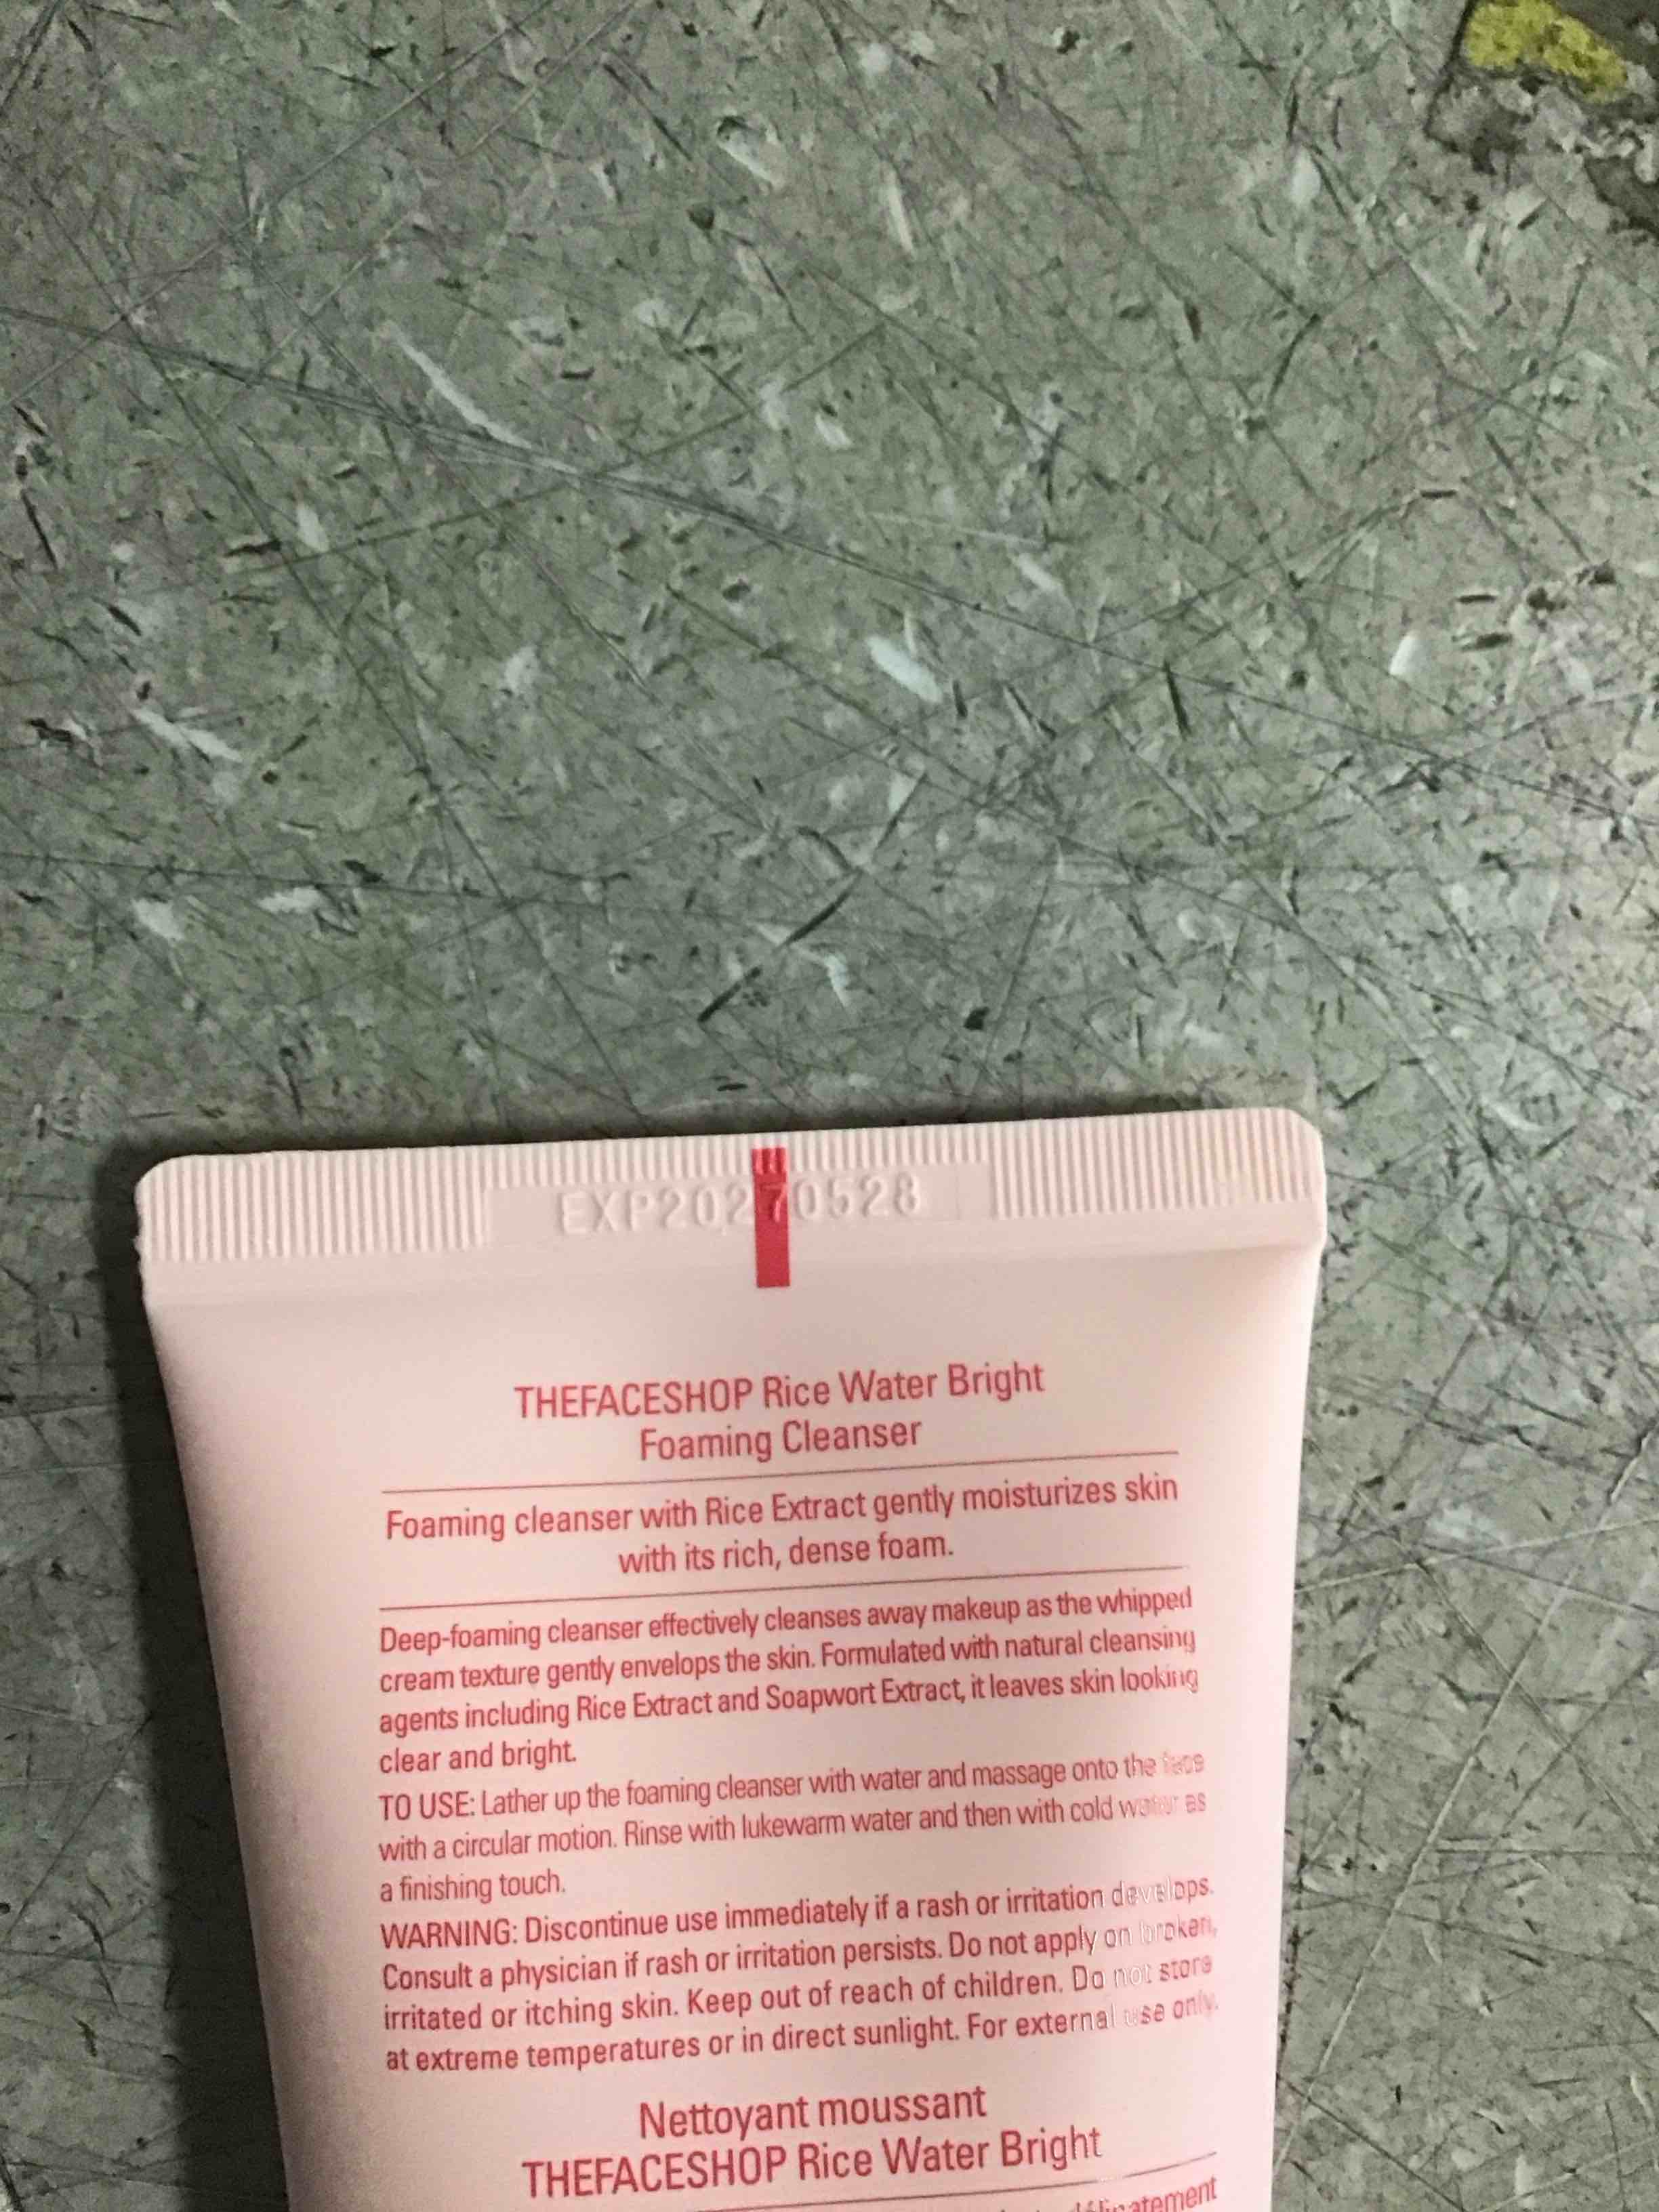 EXP20270528
THEFACESHOP Rice Water Bright
Foaming Cleanser
Foaming cleanser with Rice Extract gently moisturizes skin
with its rich, dense foam.
Deep-foaming cleanser effectively cleanses away makeup as the whipped
cream texture gently envelops the skin. Formulated with natural cleansing
agents including Rice Extract and Soapwort Extract, it leaves skin looking
clear and bright.
TO USE: Lather up the foaming cleanser with water and massage onto the face
with a circular motion. Rinse with lukewarm water and then with cold water as
a finishing touch.
WARNING: Discontinue use immediately if a rash or irritation develops.
Consult a physician if rash or irritation persists. Do not apply on broken,
irritated or itching skin. Keep out of reach of children. Do not store
at extreme temperatures or in direct sunlight. For external use only.
Nettoyant moussant
THEFACESHOP Rice Water Bright